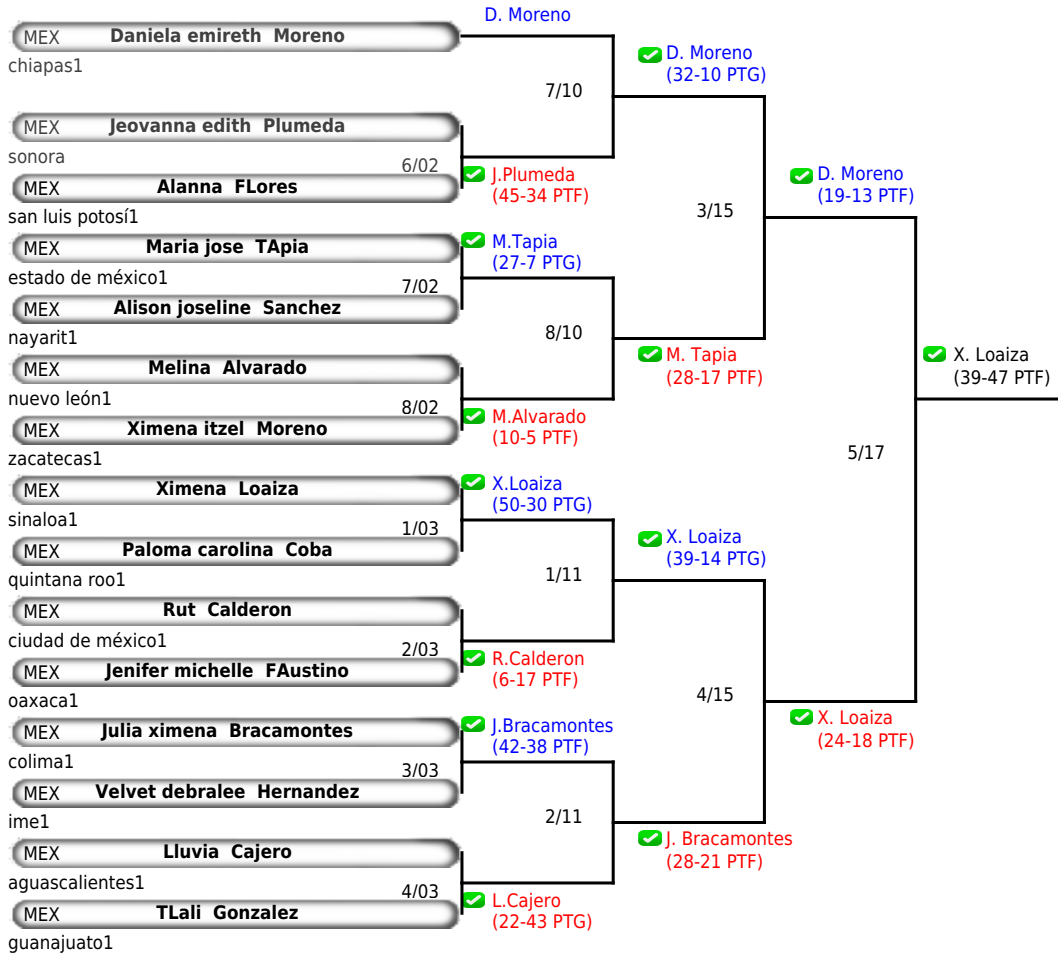 D. Moreno
MEX Daniela emireth Moreno
chiapas1
D. Moreno
(32-10 PTG)
7/10
MEX Jeovanna edith Plumeda
sonora
6/02
J.Plumeda
(45-34 PTF)
MEX Alanna FLores
san luis potosí1
D. Moreno
(19-13 PTF)
3/15
MEX Maria jose TApia
M.Tapia
(27-7 PTG)
estado de méxico1
7/02
MEX Alison joseline Sanchez
nayarit1
8/10
M. Tapia
(28-17 PTF)
X. Loaiza
(39-47 PTF)
MEX Melina Alvarado
nuevo león1
8/02
M.Alvarado
(10-5 PTF)
MEX Ximena itzel Moreno
zacatecas1
5/17
MEX Ximena Loaiza
X.Loaiza
(50-30 PTG)
sinaloa1
1/03
MEX Paloma carolina Coba
quintana roo1
X. Loaiza
(39-14 PTG)
1/11
MEX Rut Calderon
ciudad de méxico1
2/03
R.Calderon
(6-17 PTF)
MEX Jenifer michelle FAustino
oaxaca1
4/15
X. Loaiza
(24-18 PTF)
MEX Julia ximena Bracamontes
J.Bracamontes
(42-38 PTF)
colima1
3/03
MEX Velvet debralee Hernandez
ime1
2/11
J. Bracamontes
(28-21 PTF)
MEX Lluvia Cajero
aguascalientes1
4/03
L.Cajero
(22-43 PTG)
MEX TLali Gonzalez
guanajuato1